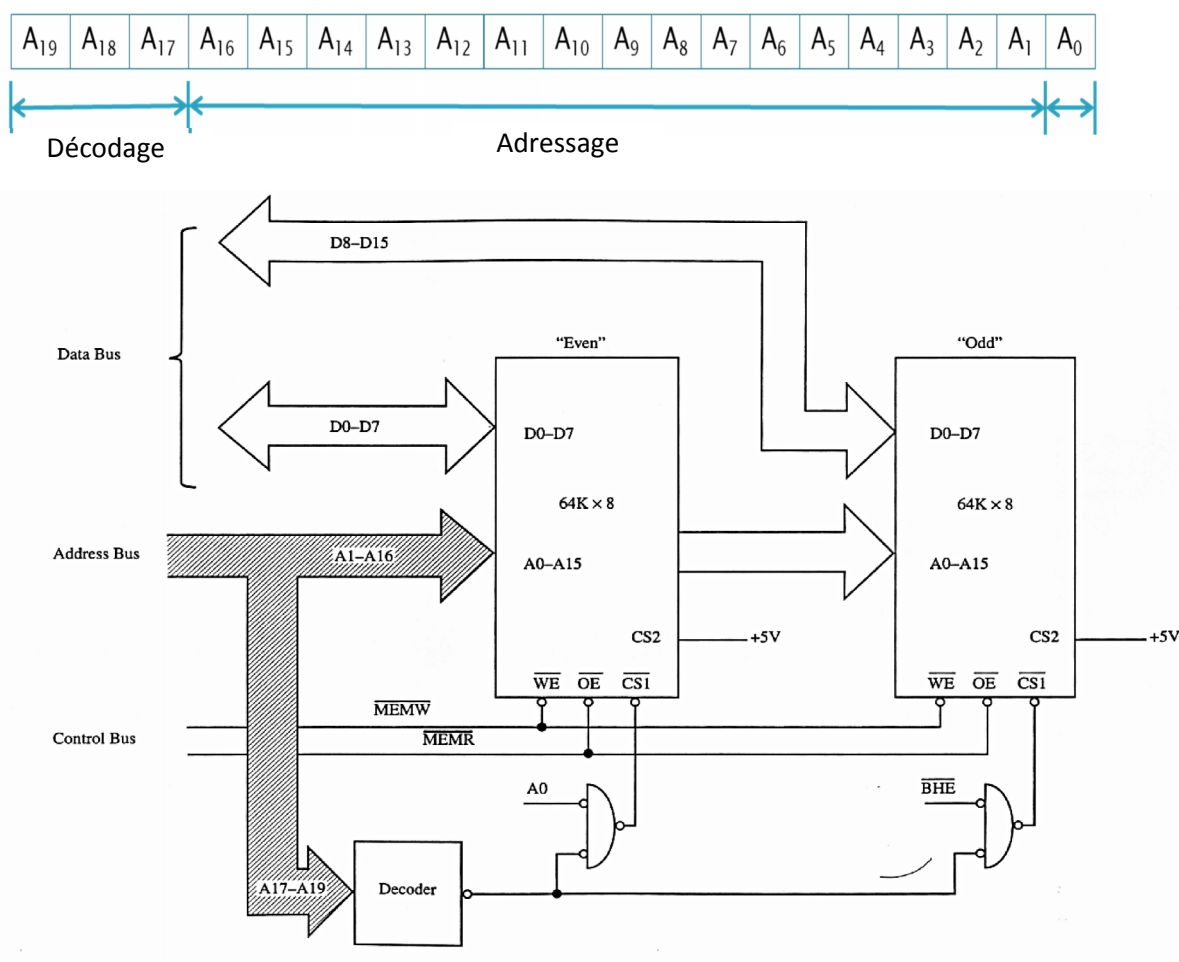 A19 A18 A17 A16 A15 A14 A13 A12 A11 A10 A9 A8 A7 A6 A5 A4 A3 A2 A1 A0
Décodage Adressage
D8–D15
Data Bus
"Even" "Odd"
D0–D7 D0–D7 D0–D7
64K × 8 64K × 8
Address Bus A1–A16 A0–A15 A0–A15
CS2 +5V CS2 +5V
WE OE CS1 WE OE CS1
MEMW
Control Bus MEMR
A0 BHE
A17–A19 Decoder